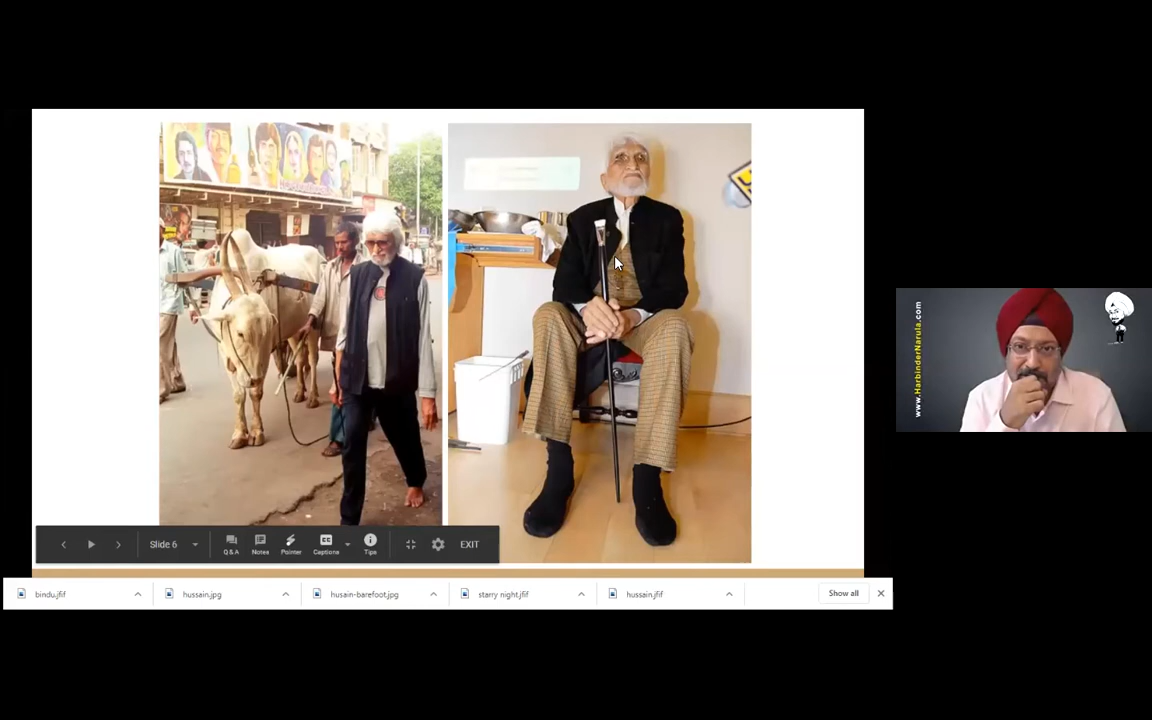 www.HarbinderNarula.com
Slide 6
Q & A
Notes
Pointer
CC
Captions
Tips
EXIT
bindu.jfif
hussain.jpg
husain-barefoot.jpg
starry night.jfif
hussain.jfif
Show all